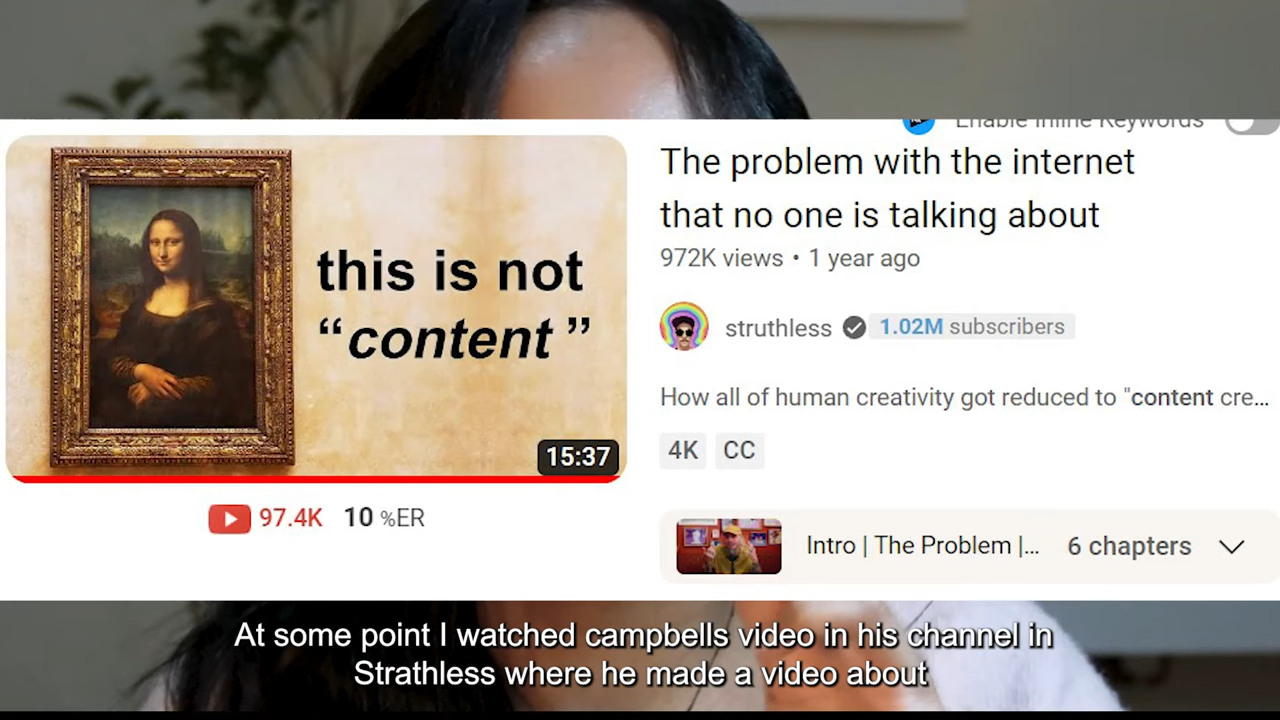 Enable Inline Keywords
The problem with the internet
that no one is talking about
972K views • 1 year ago
struthless
1.02M subscribers
How all of human creativity got reduced to "content cre...
4K CC
this is not
“content”
15:37
97.4K 10 %ER
Intro | The Problem |... 6 chapters
At some point I watched campbells video in his channel in
Strathless where he made a video about